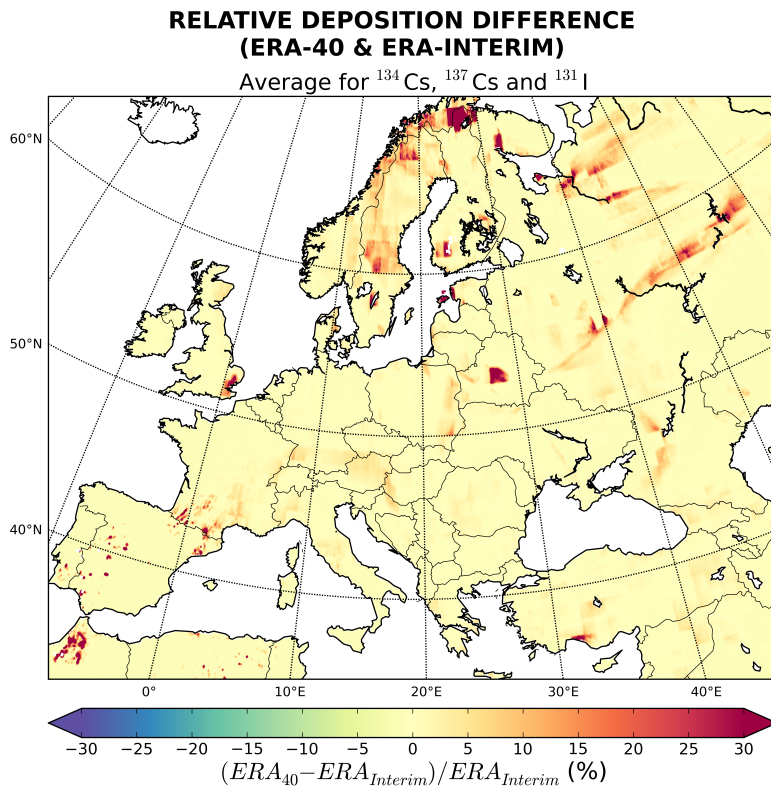 RELATIVE DEPOSITION DIFFERENCE
(ERA-40 & ERA-INTERIM)
Average for ¹³⁴Cs, ¹³⁷Cs and ¹³¹I
60°N
50°N
40°N
0° 10°E 20°E 30°E 40°E
−30 −25 −20 −15 −10 −5 0 5 10 15 20 25 30
(ERA₄₀−ERA_Interim)/ERA_Interim (%)